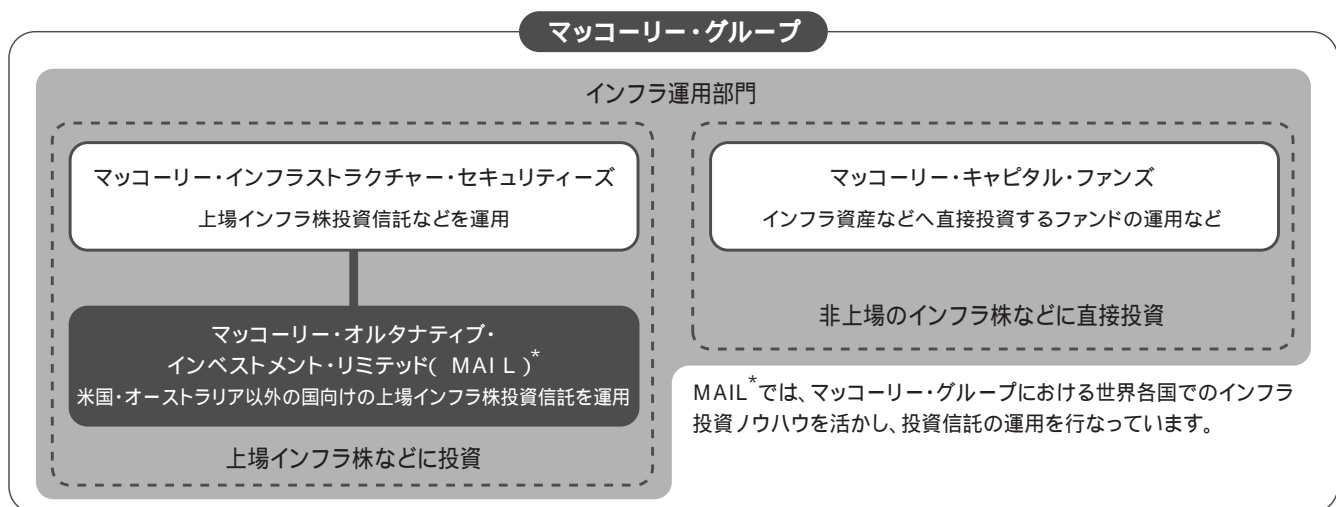 マッコーリー・グループ
インフラ運用部門
マッコーリー・インフラストラクチャー・セキュリティーズ
上場インフラ株投資信託などを運用
マッコーリー・オルタナティブ・
インベストメント・リミテッド(MAIL)*
米国・オーストラリア以外の国向けの上場インフラ株投資信託を運用
上場インフラ株などに投資
マッコーリー・キャピタル・ファンズ
インフラ資産などへ直接投資するファンドの運用など
非上場のインフラ株などに直接投資
MAIL*では、マッコーリー・グループにおける世界各国でのインフラ
投資ノウハウを活かし、投資信託の運用を行なっています。